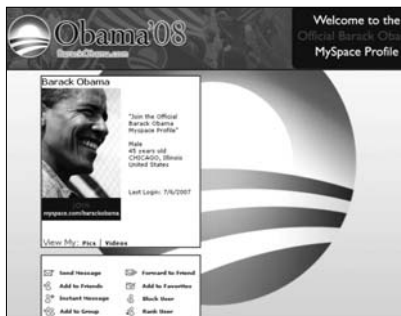 Obama'08
BarackObama.com
Welcome to the
Official Barack Oba
MySpace Profile
Barack Obama
"Join the Official
Barack Obama
Myspace Profile"
Male
45 years old
CHICAGO, Illinois
United States
Last Login: 7/6/2007
JOIN
myspace.com/barackobama
View My: Pics | Videos
Send Message
Forward to Friend
Add to Friends
Add to Favorites
Instant Message
Block User
Add to Group
Rank User